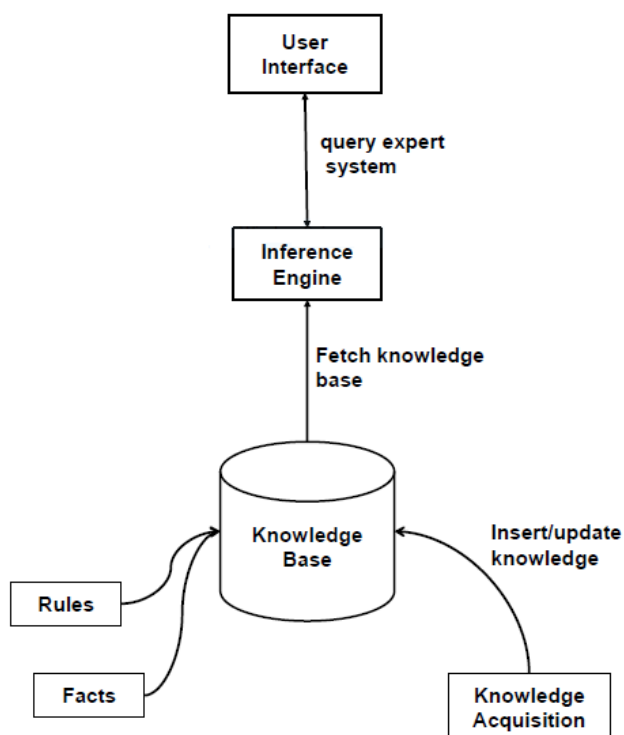 User
Interface
query expert
system
Inference
Engine
Fetch knowledge
base
Knowledge
Base
Insert/update
knowledge
Rules
Facts
Knowledge
Acquisition